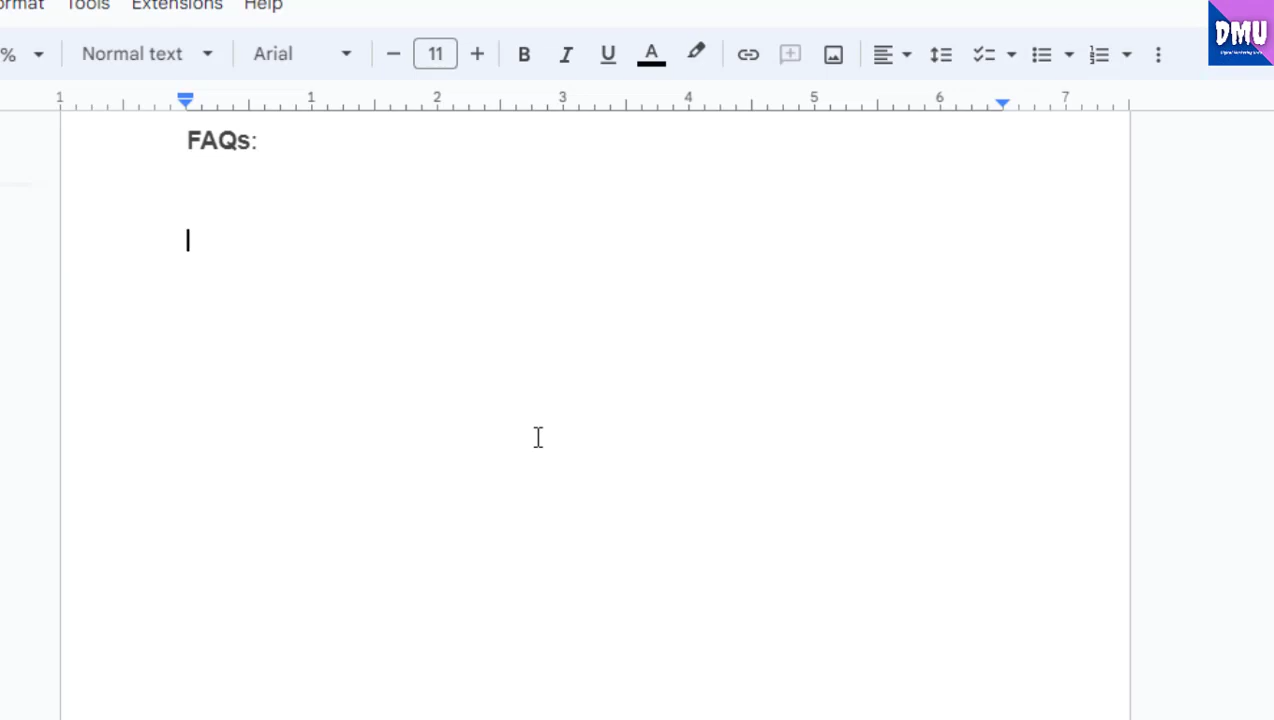 ormat Tools Extensions Help
% Normal text Arial 11 B I U A
DMU
1 1 2 3 4 5 6 7
FAQs: